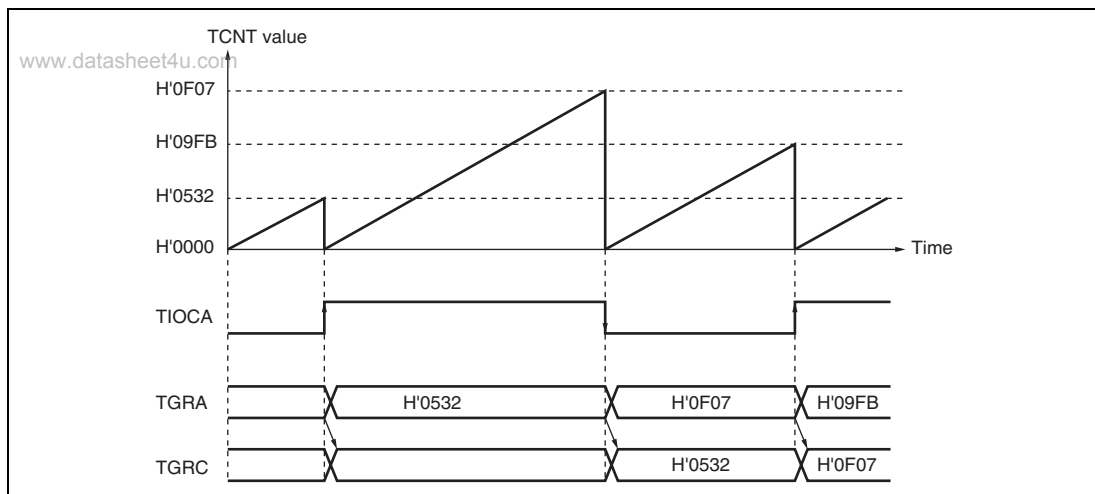 TCNT value
www.datasheet4u.com
H'0F07
H'09FB
H'0532
H'0000
Time
TIOCA
TGRA H'0532 H'0F07 H'09FB
TGRC H'0532 H'0F07